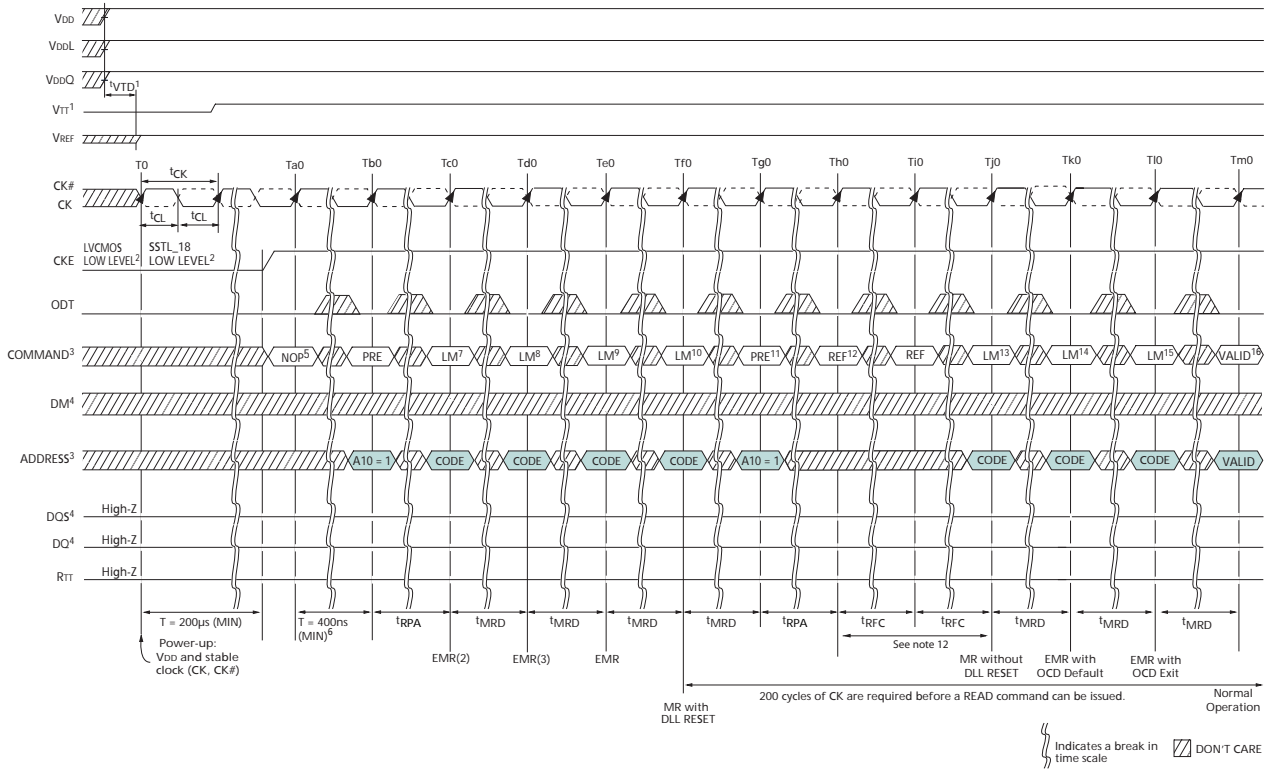 VDD
VDDL
VDDQ
tVTD1
VTT1
VREF
T0 Ta0 Tb0 Tc0 Td0 Te0 Tf0 Tg0 Th0 Ti0 Tj0 Tk0 Tl0 Tm0
tCK
CK#
CK
tCL tCL
LVCMOS SSTL_18
CKE LOW LEVEL2 LOW LEVEL2
ODT
COMMAND3 NOP5 PRE LM7 LM8 LM9 LM10 PRE11 REF12 REF LM13 LM14 LM15 VALID16
DM4
ADDRESS3 A10 = 1 CODE CODE CODE CODE A10 = 1 CODE CODE CODE VALID
DQS4 High-Z
DQ4 High-Z
RTT High-Z
T = 200µs (MIN) T = 400ns tRPA tMRD tMRD tMRD tMRD tRPA tRFC tRFC tMRD tMRD tMRD
(MIN)6
Power-up: See note 12
VDD and stable EMR(2) EMR(3) EMR MR without EMR with EMR with
clock (CK, CK#) DLL RESET OCD Default OCD Exit
200 cycles of CK are required before a READ command can be issued. Normal
MR with Operation
DLL RESET
Indicates a break in DON'T CARE
time scale